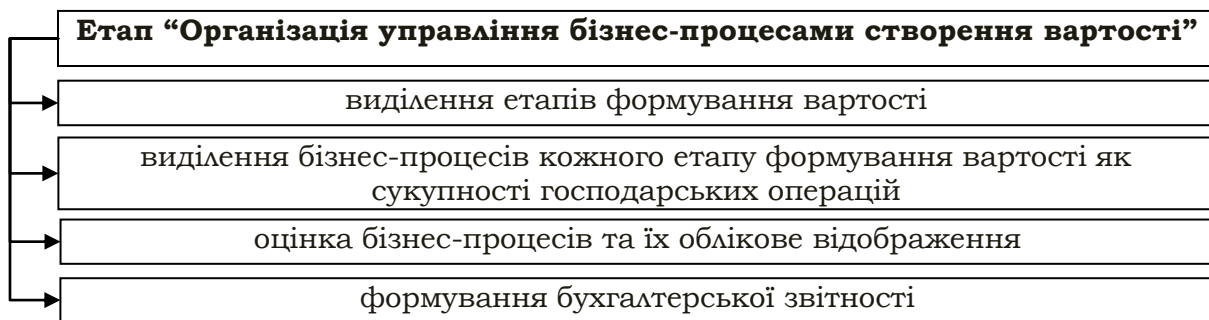 Етап “Організація управління бізнес-процесами створення вартості”
виділення етапів формування вартості
виділення бізнес-процесів кожного етапу формування вартості як
сукупності господарських операцій
оцінка бізнес-процесів та їх облікове відображення
формування бухгалтерської звітності